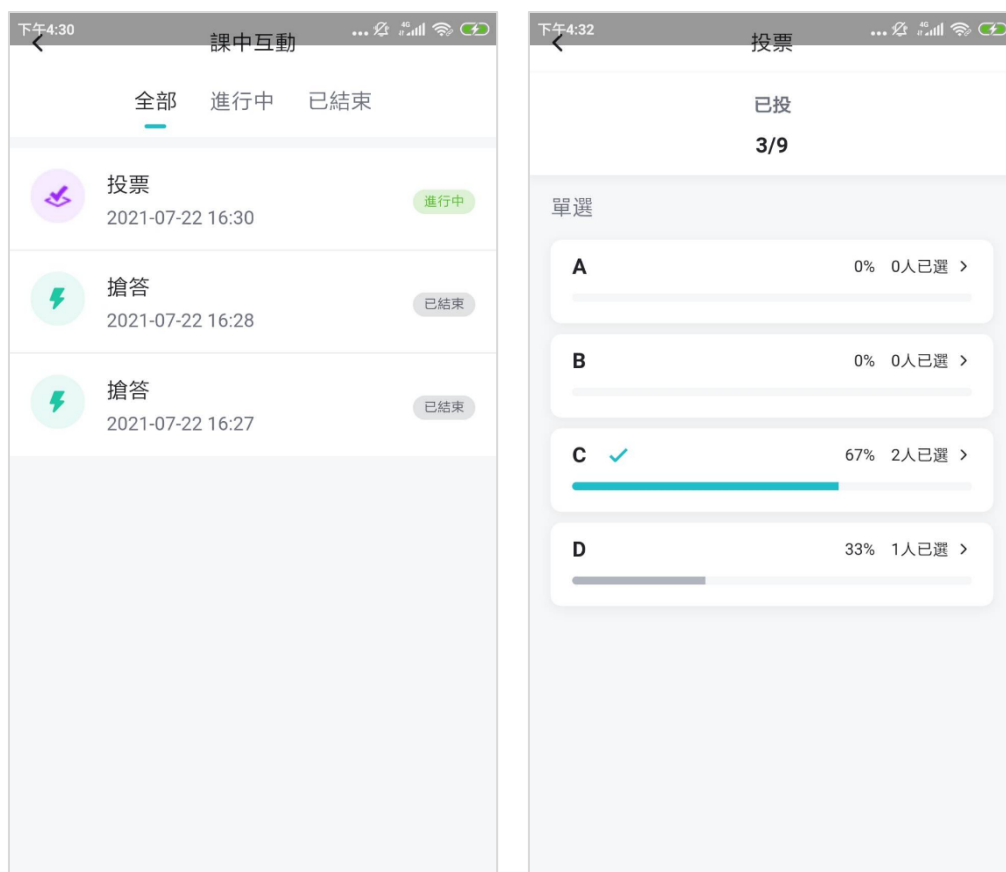 下午4:30
課中互動
全部 進行中 已結束
投票
2021-07-22 16:30
進行中
搶答
2021-07-22 16:28
已結束
搶答
2021-07-22 16:27
已結束
下午4:32
投票
已投
3/9
單選
A 0% 0人已選
B 0% 0人已選
C 67% 2人已選
D 33% 1人已選